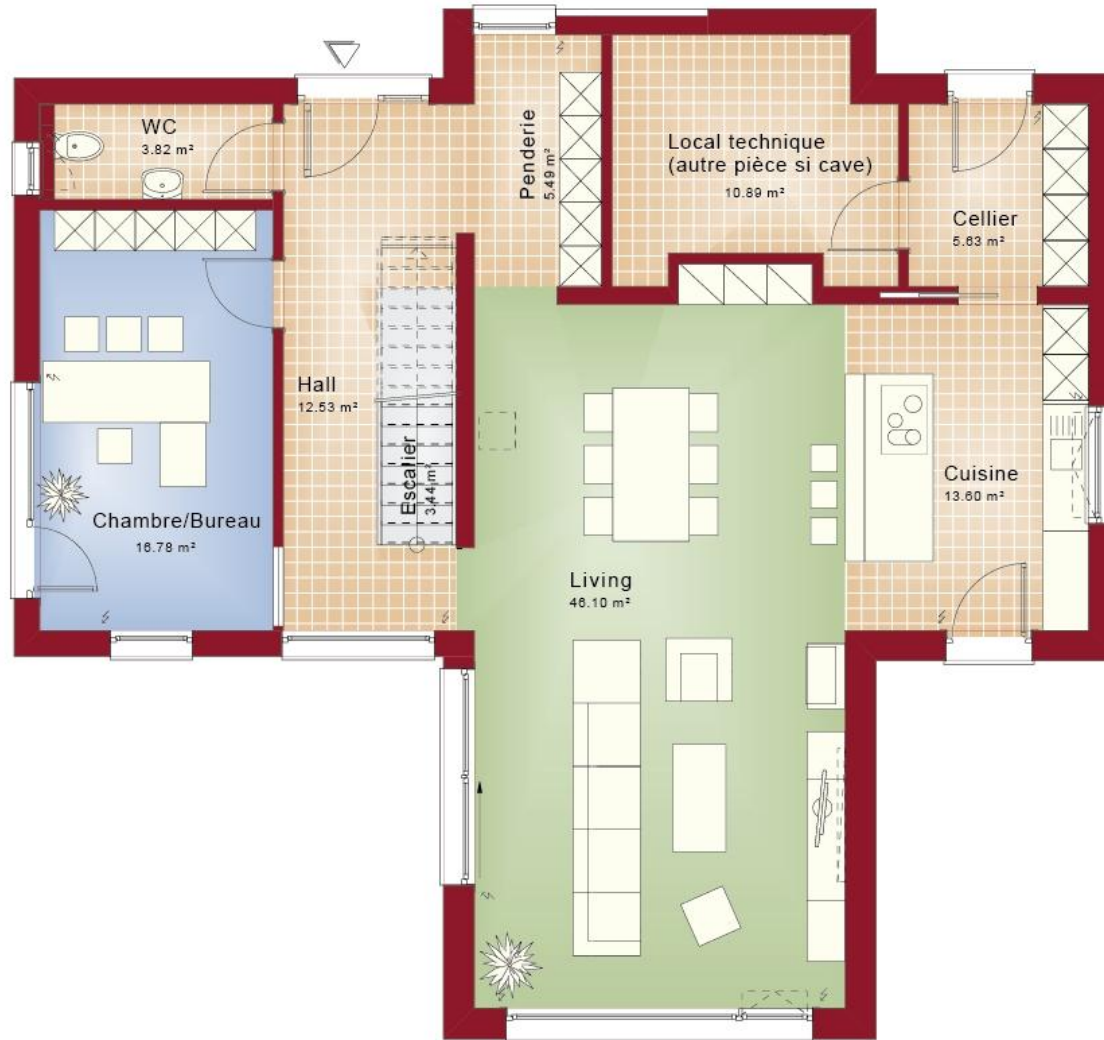 WC
3.82 m²
Penderie
5.49 m²
Local technique
(autre pièce si cave)
10.89 m²
Cellier
5.63 m²
Hall
12.53 m²
Escalier
3.44 m²
Cuisine
13.60 m²
Chambre/Bureau
16.78 m²
Living
46.10 m²